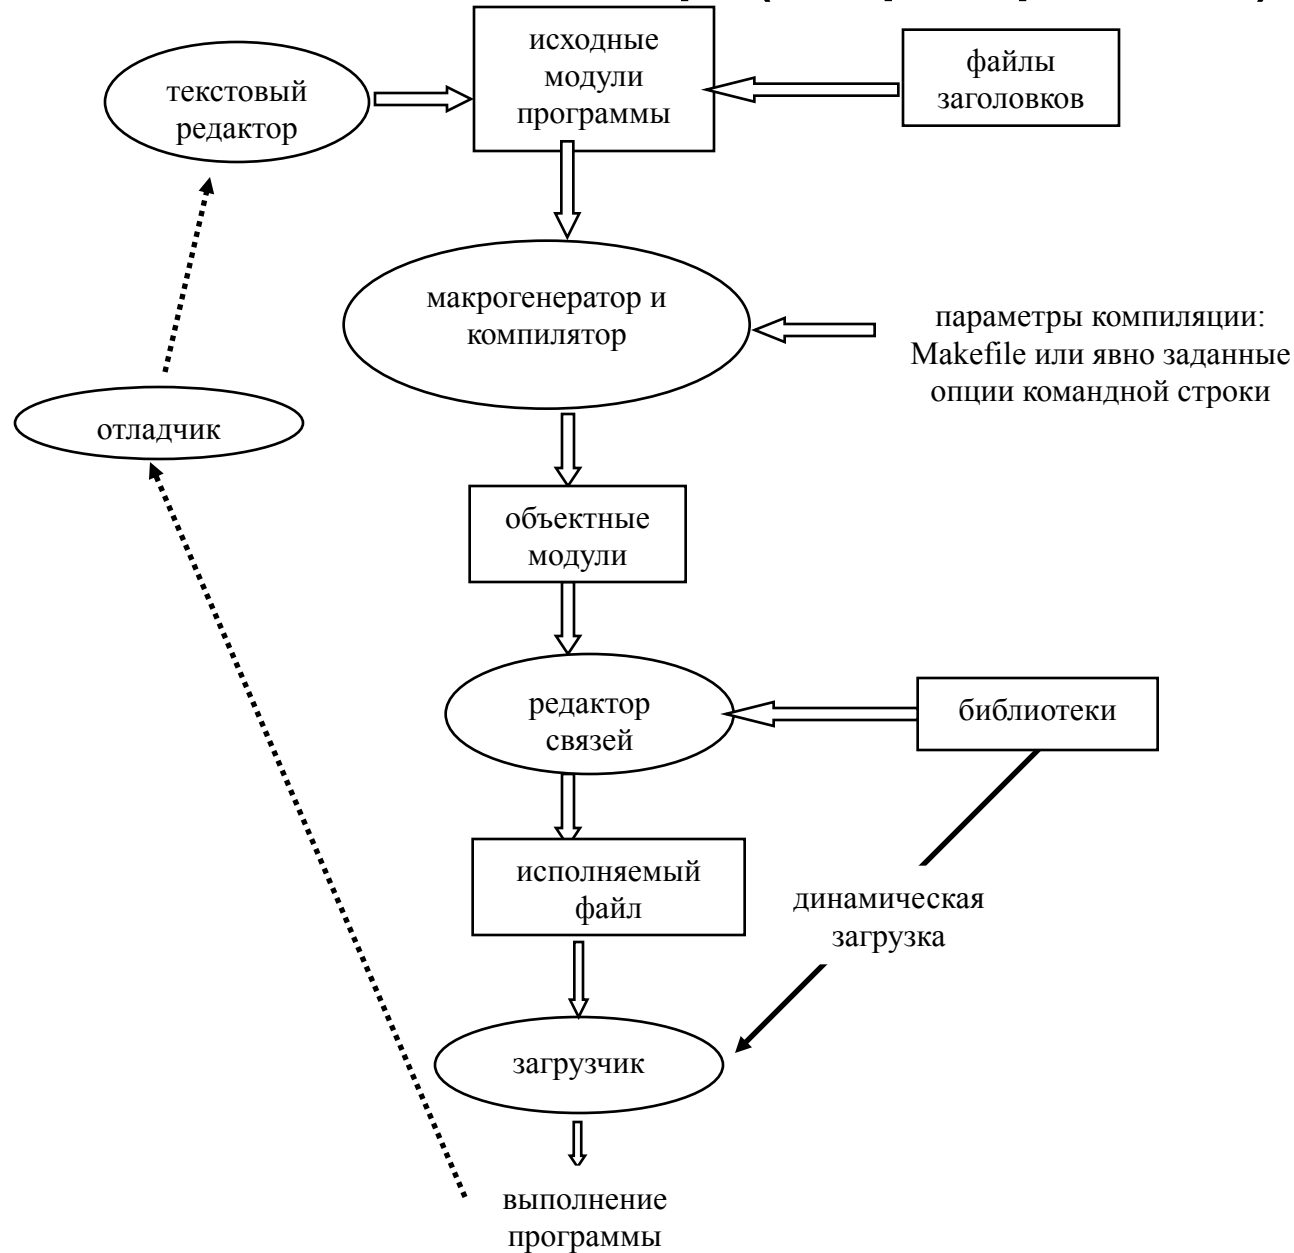 исходные
модули
программы
файлы
заголовков
текстовый
редактор
макрогенератор и
компилятор
параметры компиляции:
Makefile или явно заданные
опции командной строки
отладчик
объектные
модули
редактор
связей
библиотеки
исполняемый
файл
динамическая
загрузка
загрузчик
выполнение
программы